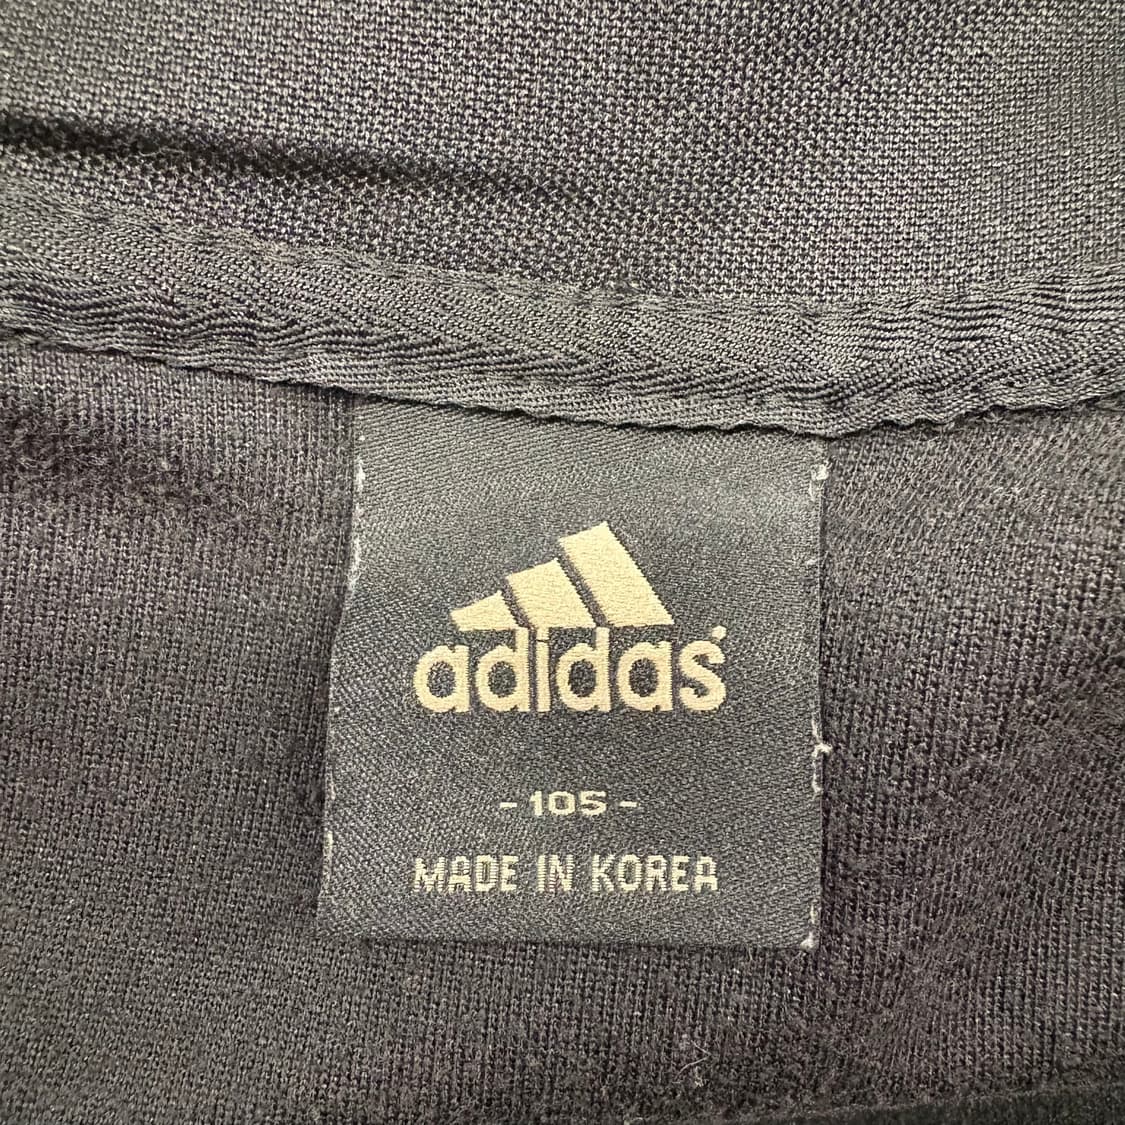 adidas
- 105 -
MADE IN KOREA